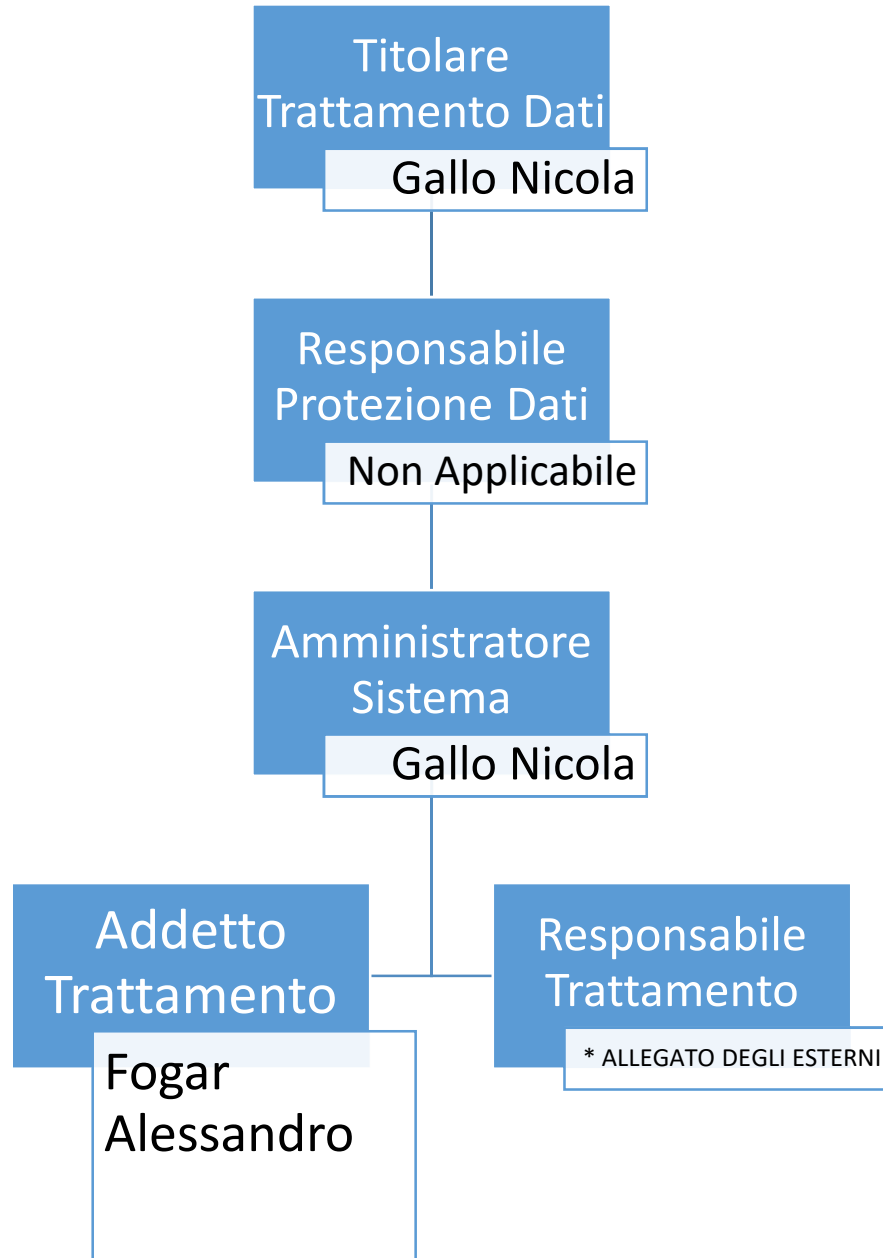 Titolare
Trattamento Dati
Gallo Nicola
Responsabile
Protezione Dati
Non Applicabile
Amministratore
Sistema
Gallo Nicola
Addetto
Trattamento
Fogar
Alessandro
Responsabile
Trattamento
* ALLEGATO DEGLI ESTERNI